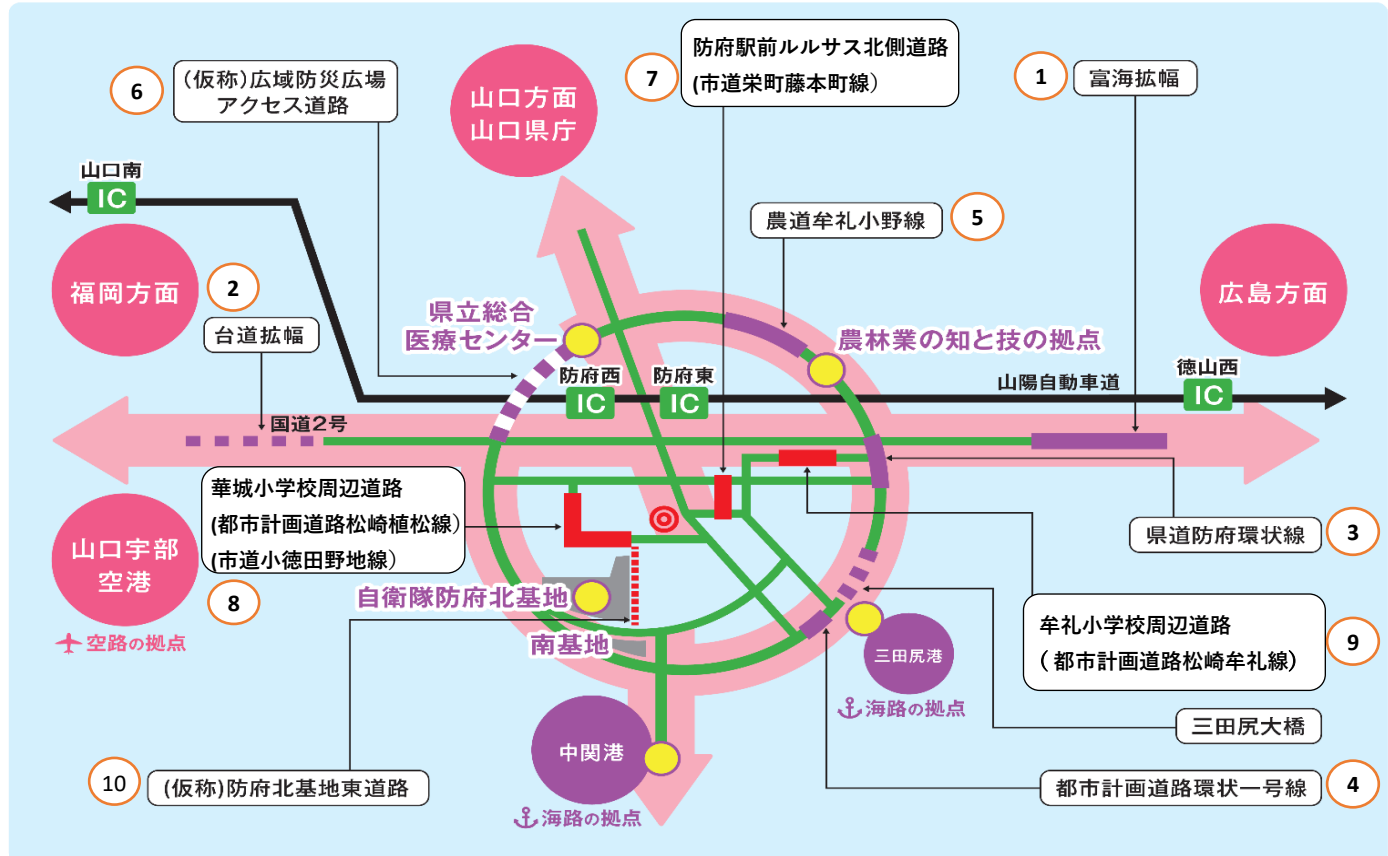 防府駅前ルルサス北側道路
(市道栄町藤本町線)
7
6
(仮称)広域防災広場
アクセス道路
山口方面
山口県庁
1
富海拡幅
山口南
IC
農道牟礼小野線
5
福岡方面
2
広島方面
台道拡幅
県立総合
医療センター
農林業の知と技の拠点
防府西
IC
防府東
IC
山陽自動車道
徳山西
IC
国道2号
華城小学校周辺道路
(都市計画道路松崎植松線)
(市道小徳田野地線)
8
山口宇部
空港
空路の拠点
県道防府環状線
3
自衛隊防府北基地
南基地
牟礼小学校周辺道路
(都市計画道路松崎牟礼線)
9
三田尻港
海路の拠点
三田尻大橋
中関港
海路の拠点
10
(仮称)防府北基地東道路
都市計画道路環状一号線
4